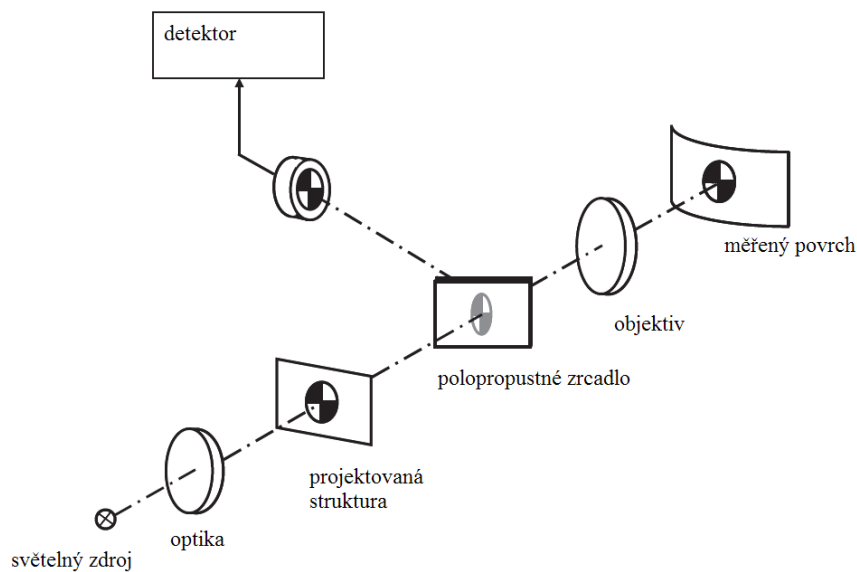 detektor
měřený povrch
objektiv
polopropustné zrcadlo
projektovaná
struktura
optika
světelný zdroj